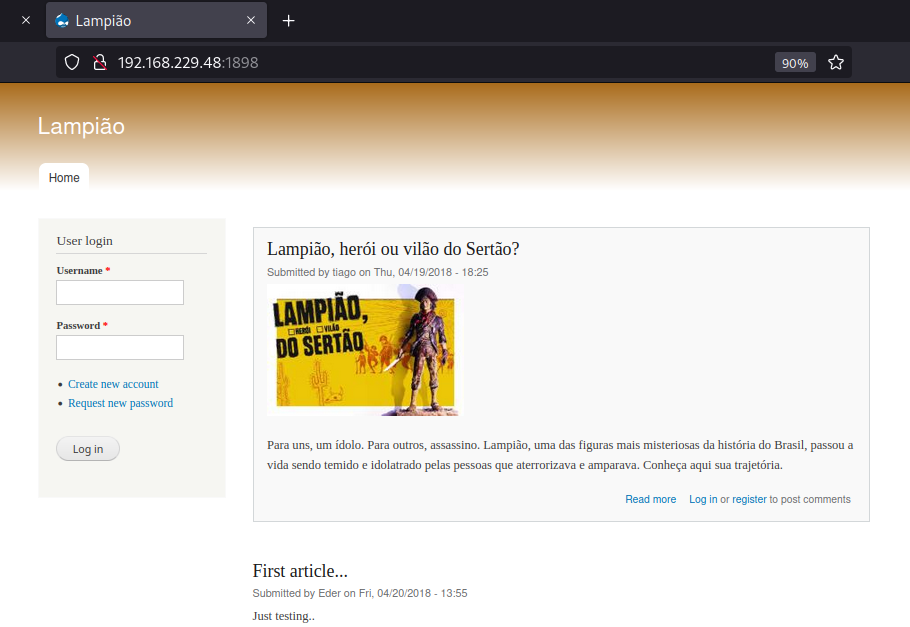 Lampião
192.168.229.48:1898
90%
Lampião
Home
User login
Username *
Password *
Create new account
Request new password
Log in
Lampião, herói ou vilão do Sertão?
Submitted by tiago on Thu, 04/19/2018 - 18:25
LAMPIÃO,
HERÓI VILÃO
DO SERTÃO
Para uns, um ídolo. Para outros, assassino. Lampião, uma das figuras mais misteriosas da história do Brasil, passou a
vida sendo temido e idolatrado pelas pessoas que aterrorizava e amparava. Conheça aqui sua trajetória.
Read more Log in or register to post comments
First article...
Submitted by Eder on Fri, 04/20/2018 - 13:55
Just testing..